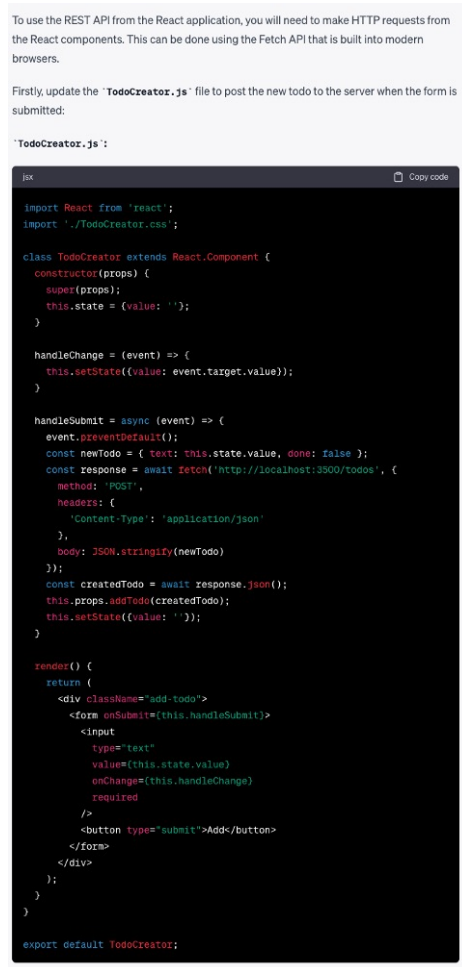 To use the REST API from the React application, you will need to make HTTP requests from
the React components. This can be done using the Fetch API that is built into modern
browsers.
Firstly, update the `TodoCreator.js` file to post the new todo to the server when the form is
submitted:
`TodoCreator.js`:
jsx Copy code
import React from 'react';
import './TodoCreator.css';
class TodoCreator extends React.Component {
  constructor(props) {
    super(props);
    this.state = {value: ''};
  }
  handleChange = (event) => {
    this.setState({value: event.target.value});
  }
  handleSubmit = async (event) => {
    event.preventDefault();
    const newTodo = { text: this.state.value, done: false };
    const response = await fetch('http://localhost:3500/todos', {
      method: 'POST',
      headers: {
        'Content-Type': 'application/json'
      },
      body: JSON.stringify(newTodo)
    });
    const createdTodo = await response.json();
    this.props.addTodo(createdTodo);
    this.setState({value: ''});
  }
  render() {
    return (
      <div className="add-todo">
        <form onSubmit={this.handleSubmit}>
          <input
            type="text"
            value={this.state.value}
            onChange={this.handleChange}
            required
          />
          <button type="submit">Add</button>
        </form>
      </div>
    );
  }
}
export default TodoCreator;